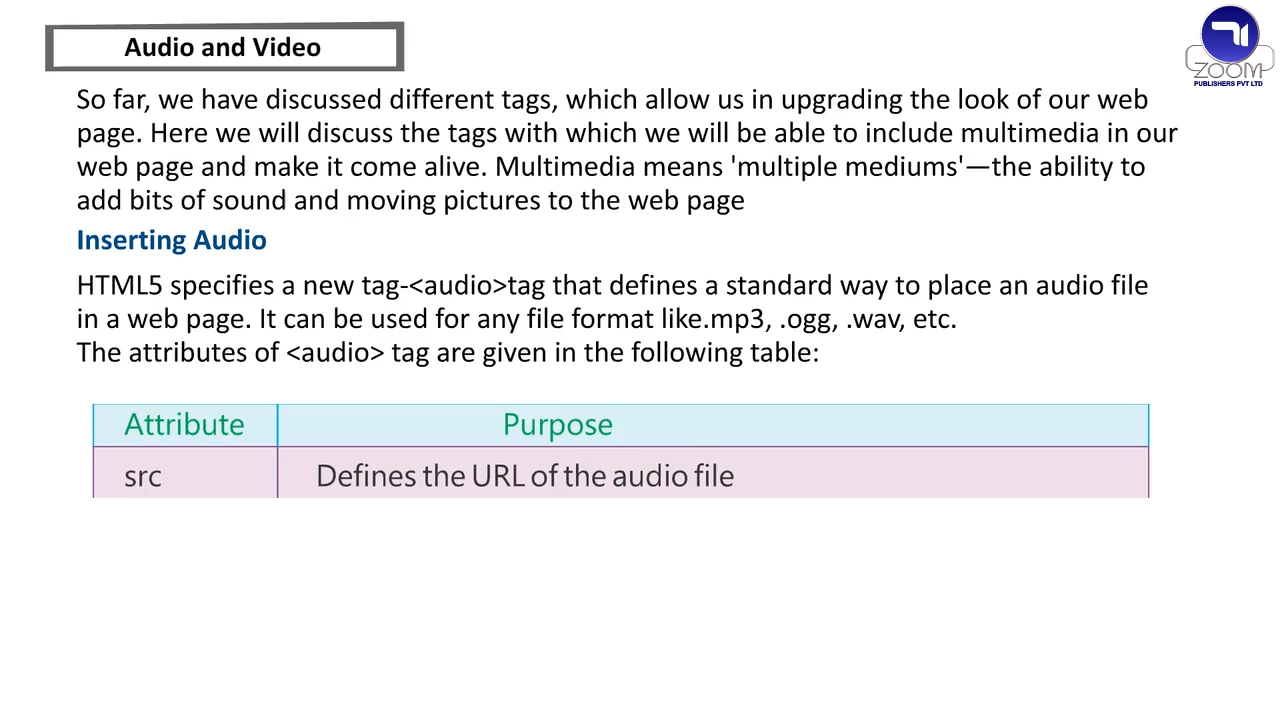 Audio and Video
ZOOM
PUBLISHERS PVT LTD
So far, we have discussed different tags, which allow us in upgrading the look of our web
page. Here we will discuss the tags with which we will be able to include multimedia in our
web page and make it come alive. Multimedia means 'multiple mediums'—the ability to
add bits of sound and moving pictures to the web page
Inserting Audio
HTML5 specifies a new tag-<audio>tag that defines a standard way to place an audio file
in a web page. It can be used for any file format like.mp3, .ogg, .wav, etc.
The attributes of <audio> tag are given in the following table:
Attribute Purpose
src Defines the URL of the audio file